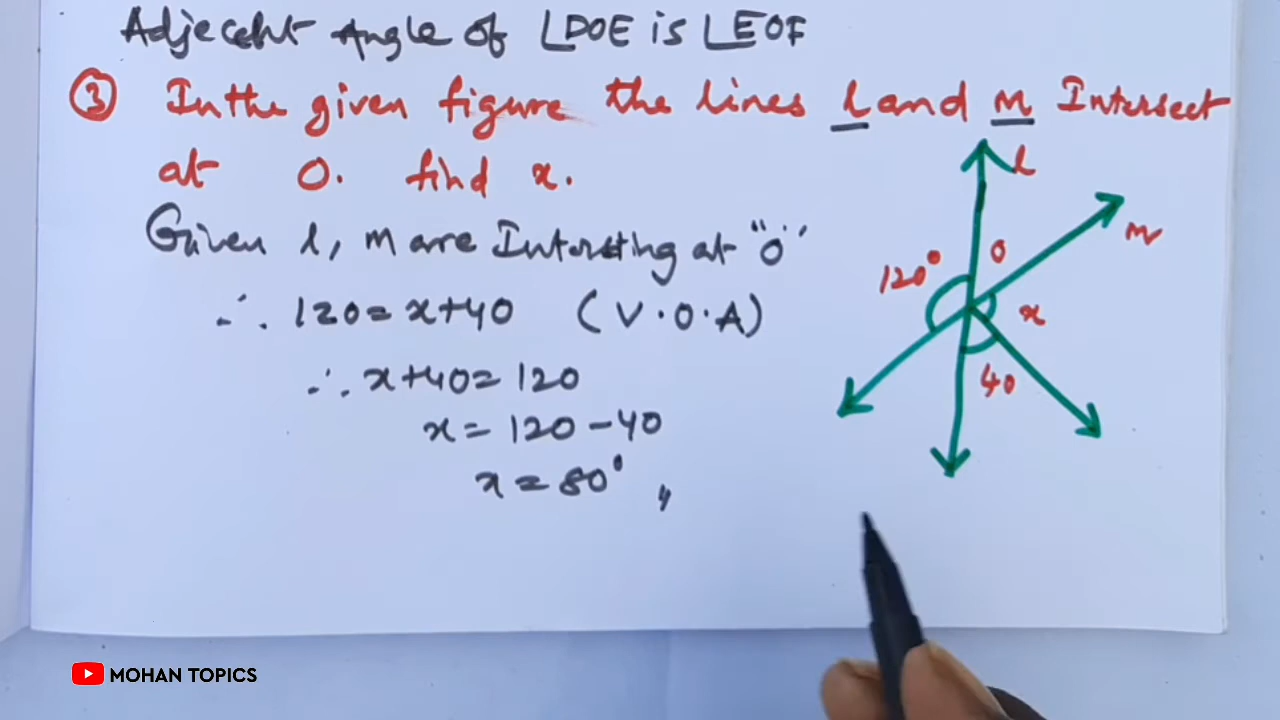 Adjecent Angle of ∠DOE is ∠EOF
③ In the given figure the lines l and m Intersect
at O. find x.
Given l, m are Intersting at "O"
∴ 120 = x+40 (V.O.A)
∴ x+40 = 120
x = 120 - 40
x = 80°
l
m
O
120°
x
40
MOHAN TOPICS